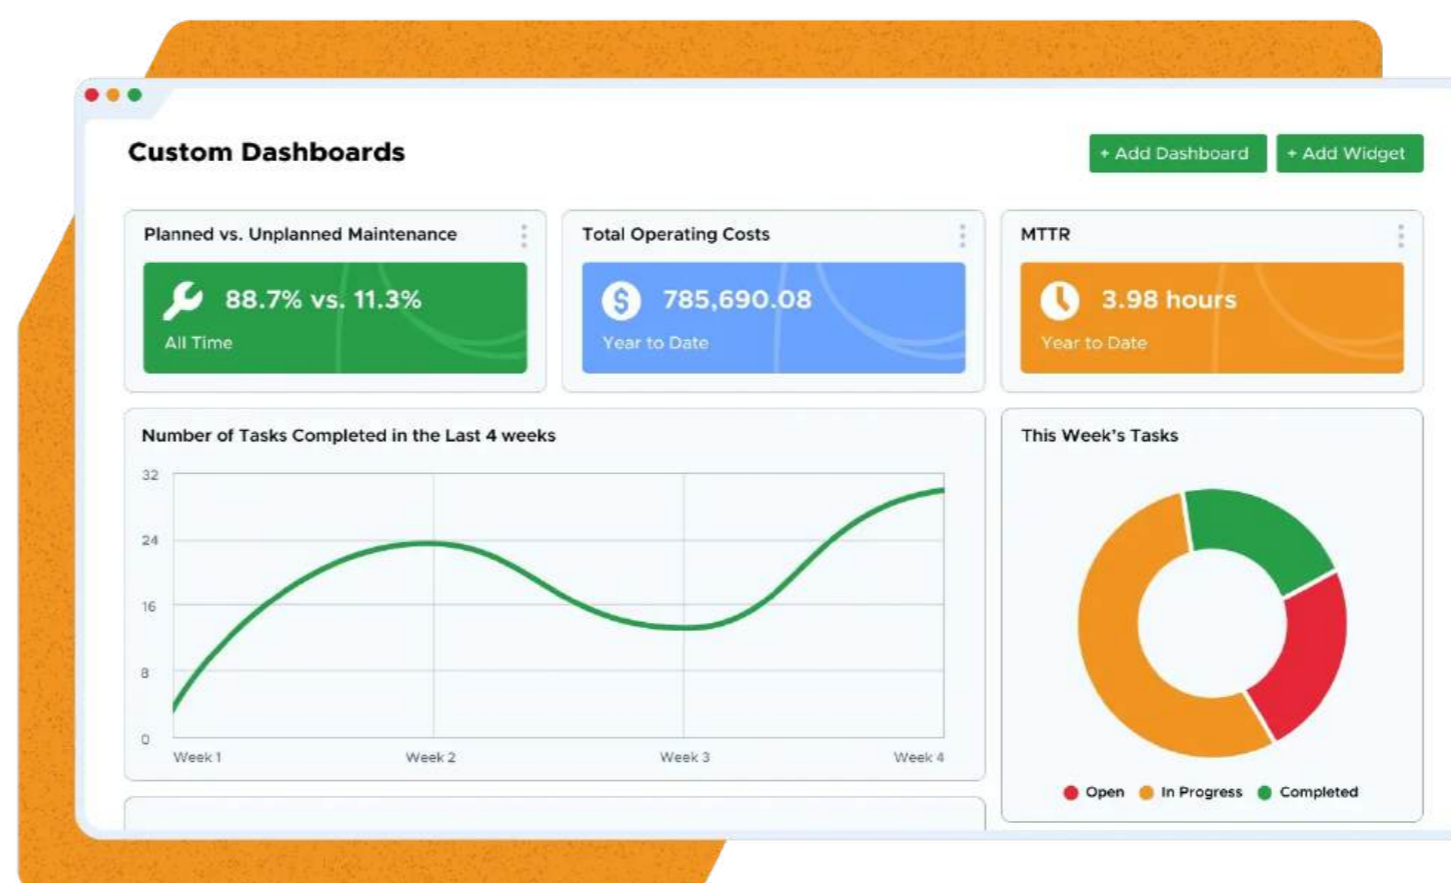 Custom Dashboards
+ Add Dashboard
+ Add Widget
Planned vs. Unplanned Maintenance
88.7% vs. 11.3%
All Time
Total Operating Costs
$ 785,690.08
Year to Date
MTTR
3.98 hours
Year to Date
Number of Tasks Completed in the Last 4 weeks
32
24
16
8
0
Week 1
Week 2
Week 3
Week 4
This Week's Tasks
Open
In Progress
Completed